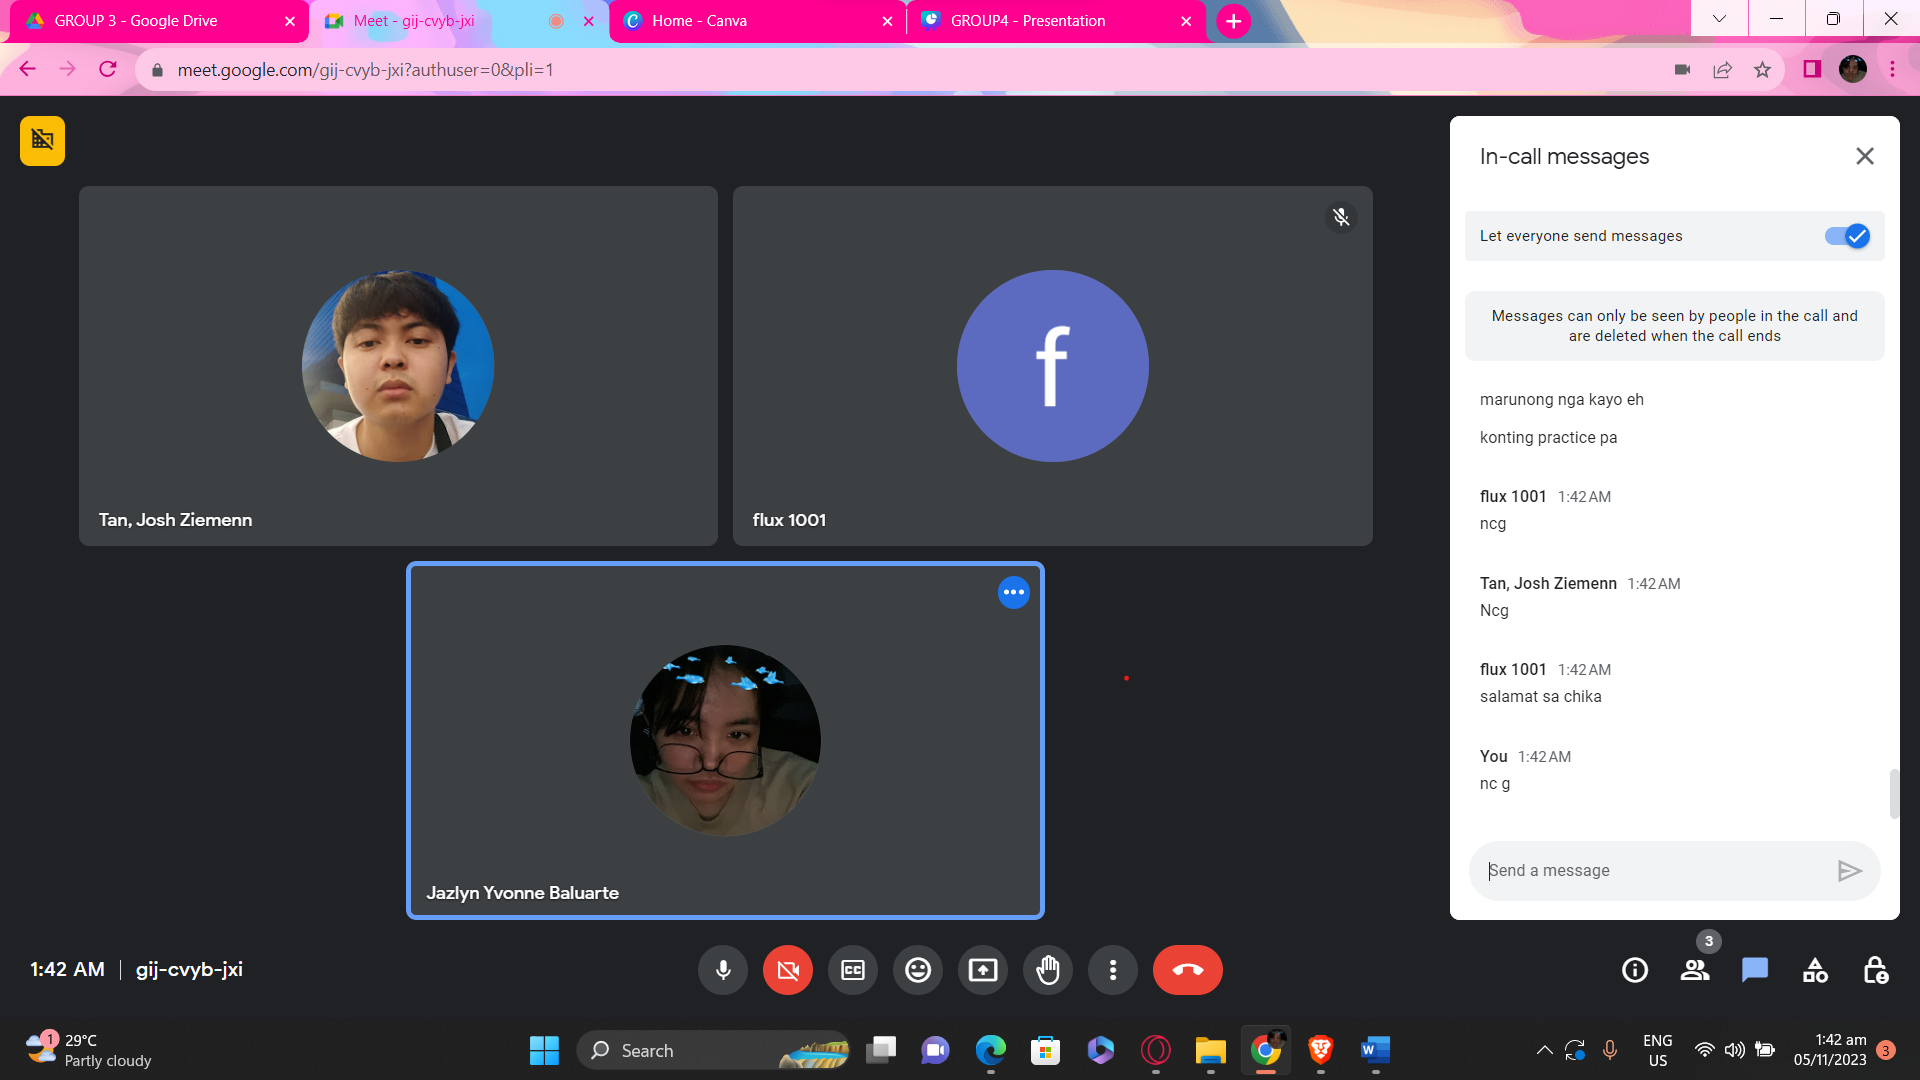 GROUP 3 - Google Drive
Meet - gij-cvyb-jxi
Home - Canva
GROUP4 - Presentation
meet.google.com/gij-cvyb-jxi?authuser=0&pli=1
In-call messages
Let everyone send messages
Messages can only be seen by people in the call and
are deleted when the call ends
marunong nga kayo eh
konting practice pa
flux 1001 1:42 AM
ncg
Tan, Josh Ziemenn 1:42 AM
Ncg
flux 1001 1:42 AM
salamat sa chika
You 1:42 AM
nc g
Send a message
f
Tan, Josh Ziemenn
flux 1001
Jazlyn Yvonne Baluarte
1:42 AM | gij-cvyb-jxi
CC
3
1
29°C
Partly cloudy
Search
W
ENG
US
1:42 am
05/11/2023
3